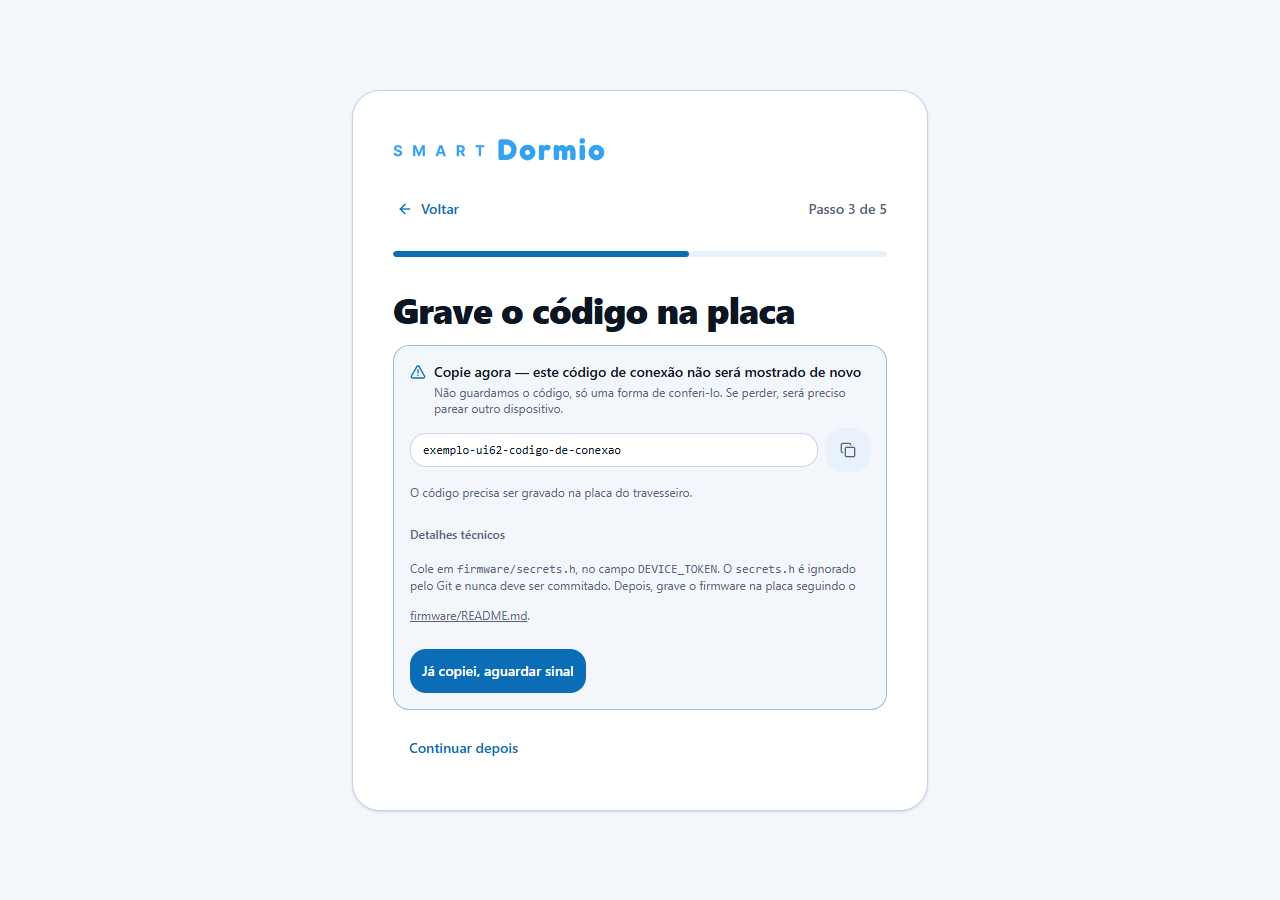 SMART Dormio
Voltar
Passo 3 de 5
Grave o código na placa
Copie agora — este código de conexão não será mostrado de novo
Não guardamos o código, só uma forma de conferi-lo. Se perder, será preciso
parear outro dispositivo.
exemplo-ui62-codigo-de-conexao
O código precisa ser gravado na placa do travesseiro.
Detalhes técnicos
Cole em firmware/secrets.h, no campo DEVICE_TOKEN. O secrets.h é ignorado
pelo Git e nunca deve ser commitado. Depois, grave o firmware na placa seguindo o
firmware/README.md.
Já copiei, aguardar sinal
Continuar depois